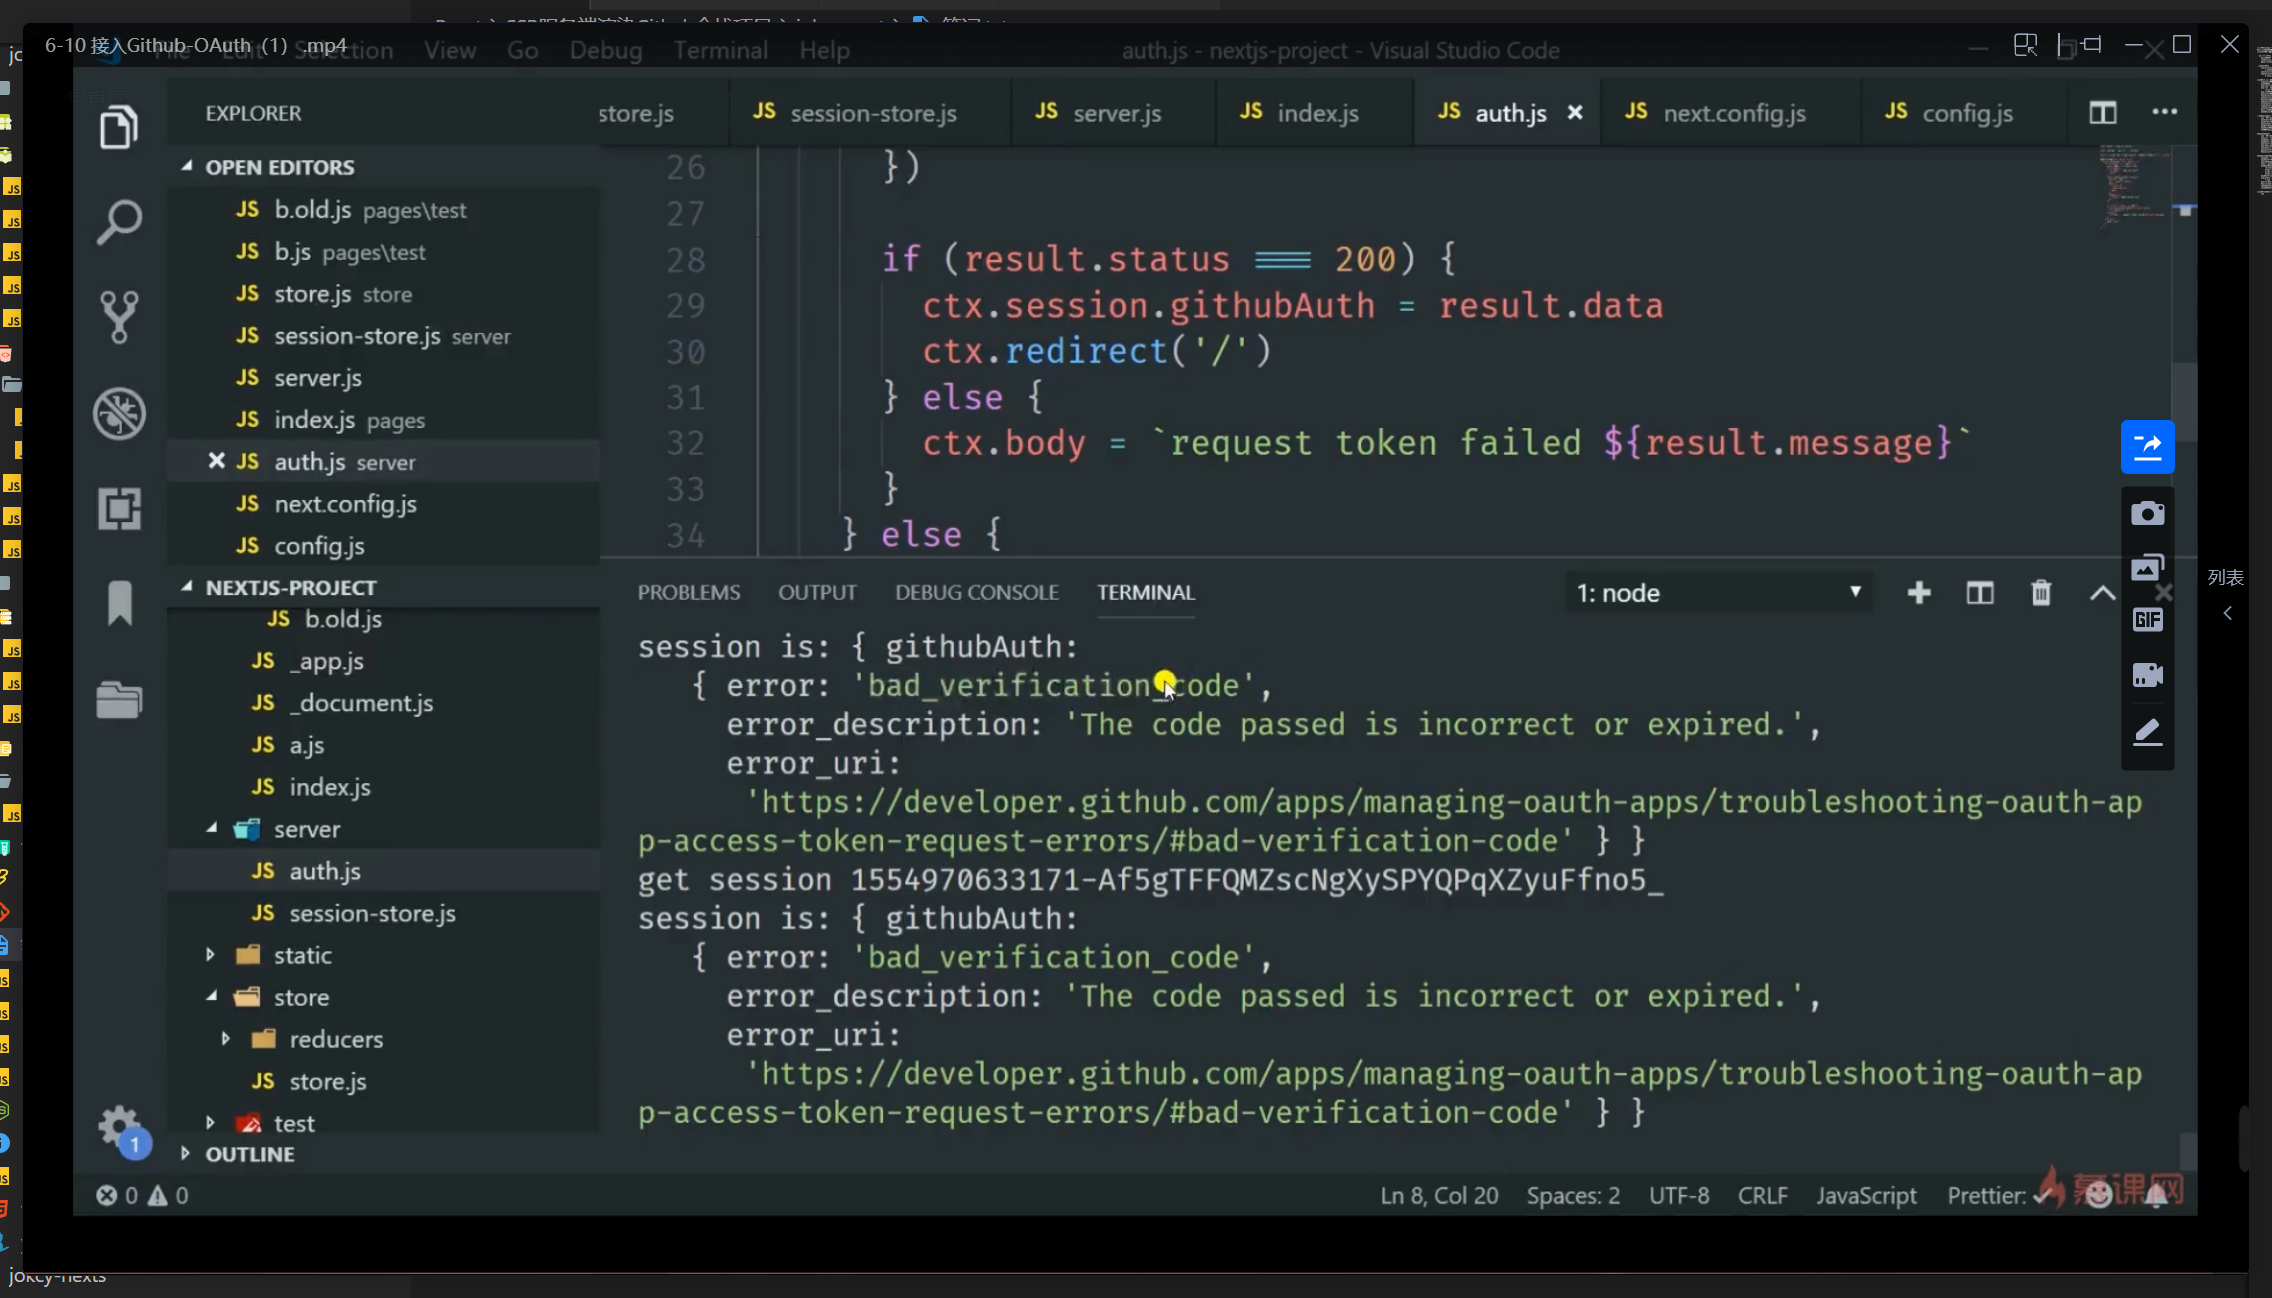 6-10 接入Github-OAuth (1) .mp4
File Edit Selection View Go Debug Terminal Help
auth.js - nextjs-project - Visual Studio Code
EXPLORER
store.js
JS session-store.js
JS server.js
JS index.js
JS auth.js
JS next.config.js
JS config.js
OPEN EDITORS
JS b.old.js pages\test
JS b.js pages\test
JS store.js store
JS session-store.js server
JS server.js
JS index.js pages
JS auth.js server
JS next.config.js
JS config.js
NEXTJS-PROJECT
JS b.old.js
JS _app.js
JS _document.js
JS a.js
JS index.js
server
JS auth.js
JS session-store.js
static
store
reducers
JS store.js
test
OUTLINE
26 })
27
28 if (result.status === 200) {
29 ctx.session.githubAuth = result.data
30 ctx.redirect('/')
31 } else {
32 ctx.body = `request token failed ${result.message}`
33 }
34 } else {
PROBLEMS OUTPUT DEBUG CONSOLE TERMINAL
1: node
session is: { githubAuth:
{ error: 'bad_verification_code',
error_description: 'The code passed is incorrect or expired.',
error_uri:
'https://developer.github.com/apps/managing-oauth-apps/troubleshooting-oauth-ap
p-access-token-request-errors/#bad-verification-code' } }
get session 1554970633171-Af5gTFFQMZscNgXySPYQPqXZyuFfno5_
session is: { githubAuth:
{ error: 'bad_verification_code',
error_description: 'The code passed is incorrect or expired.',
error_uri:
'https://developer.github.com/apps/managing-oauth-apps/troubleshooting-oauth-ap
p-access-token-request-errors/#bad-verification-code' } }
GIF
列表
1
0 0
Ln 8, Col 20
Spaces: 2
UTF-8
CRLF
JavaScript
Prettier: ✓
慕课网
jokcy-nexts